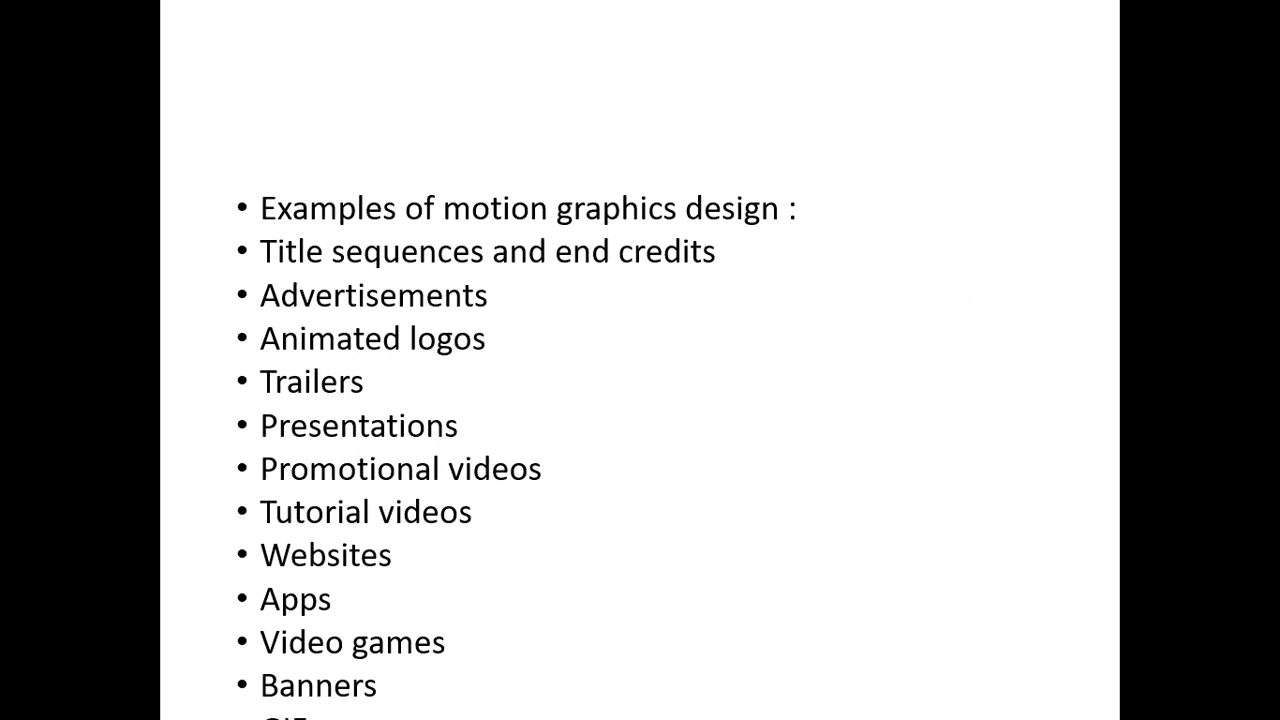 • Examples of motion graphics design :
• Title sequences and end credits
• Advertisements
• Animated logos
• Trailers
• Presentations
• Promotional videos
• Tutorial videos
• Websites
• Apps
• Video games
• Banners